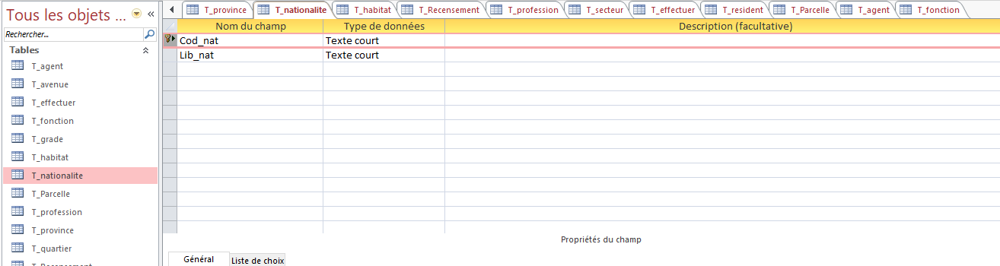 Tous les objets ...
Rechercher...
Tables
T_agent
T_avenue
T_effectuer
T_fonction
T_grade
T_habitat
T_nationalite
T_Parcelle
T_profession
T_province
T_quartier
T_Recensement
T_province T_nationalite T_habitat T_Recensement T_profession T_secteur T_effectuer T_resident T_Parcelle T_agent T_fonction
Nom du champ Type de données Description (facultative)
Cod_nat Texte court
Lib_nat Texte court
Propriétés du champ
Général Liste de choix